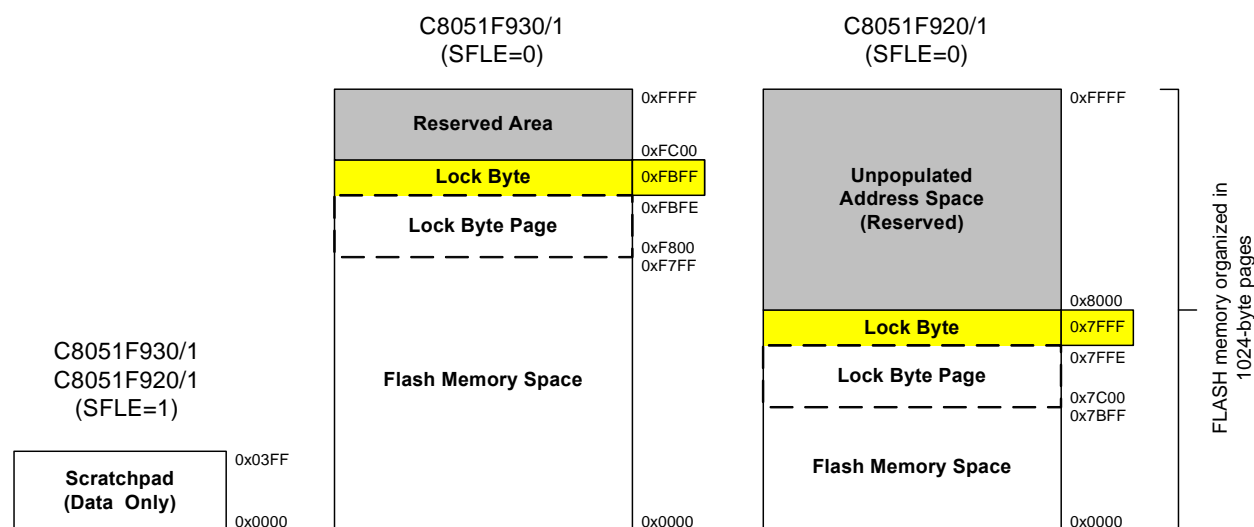 C8051F930/1
(SFLE=0)
0xFFFF
Reserved Area
0xFC00
Lock Byte
0xFBFF
0xFBFE
Lock Byte Page
0xF800
0xF7FF
Flash Memory Space
0x0000
C8051F920/1
(SFLE=0)
0xFFFF
Unpopulated
Address Space
(Reserved)
0x8000
Lock Byte
0x7FFF
0x7FFE
Lock Byte Page
0x7C00
0x7BFF
Flash Memory Space
0x0000
FLASH memory organized in
1024-byte pages
C8051F930/1
C8051F920/1
(SFLE=1)
0x03FF
Scratchpad
(Data Only)
0x0000